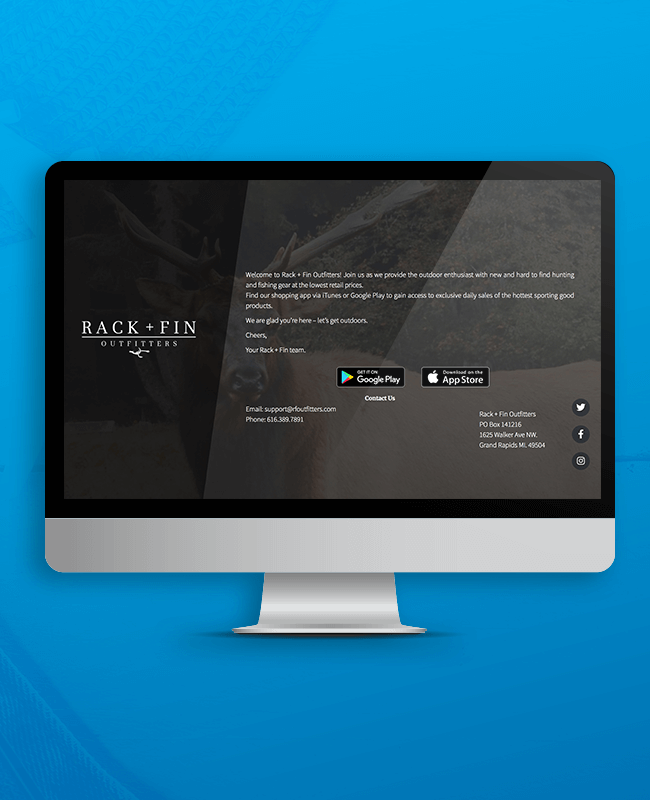 RACK + FIN
OUTFITTERS
Welcome to Rack + Fin Outfitters! Join us as we provide the outdoor enthusiast with new and hard to find hunting
and fishing gear at the lowest retail prices.
Find our shopping app via iTunes or Google Play to gain access to exclusive daily sales of the hottest sporting good
products.
We are glad you're here – let's get outdoors.
Cheers,
Your Rack + Fin team.
GET IT ON
Google Play
Download on the
App Store
Contact Us
Email: support@rfoutfitters.com
Phone: 616.389.7891
Rack + Fin Outfitters
PO Box 141216
1625 Walker Ave NW.
Grand Rapids MI, 49504